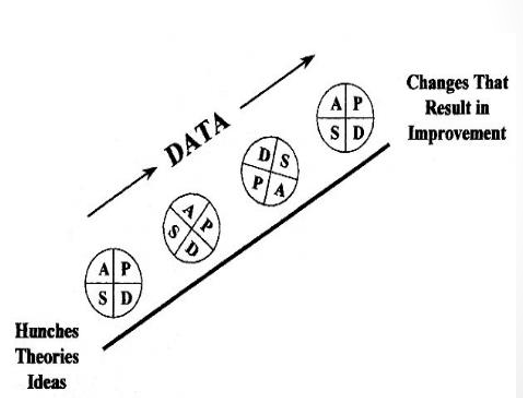 Changes That
Result in
Improvement
DATA
A P
S D
D S
P A
A P
S D
A P
S D
Hunches
Theories
Ideas